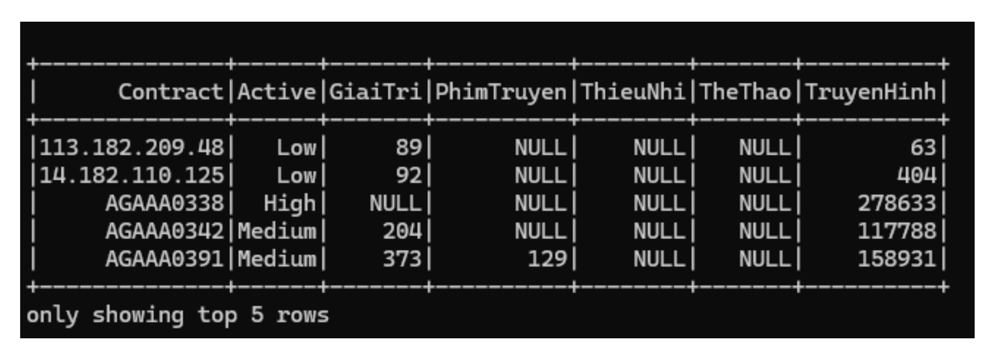 +--------------+------+-------+----------+--------+-------+----------+
|      Contract|Active|GiaiTri|PhimTruyen|ThieuNhi|TheThao|TruyenHinh|
+--------------+------+-------+----------+--------+-------+----------+
|113.182.209.48|   Low|     89|      NULL|    NULL|   NULL|        63|
|14.182.110.125|   Low|     92|      NULL|    NULL|   NULL|       404|
|     AGAAA0338|  High|   NULL|      NULL|    NULL|   NULL|    278633|
|     AGAAA0342|Medium|    204|      NULL|    NULL|   NULL|    117788|
|     AGAAA0391|Medium|    373|       129|    NULL|   NULL|    158931|
+--------------+------+-------+----------+--------+-------+----------+
only showing top 5 rows